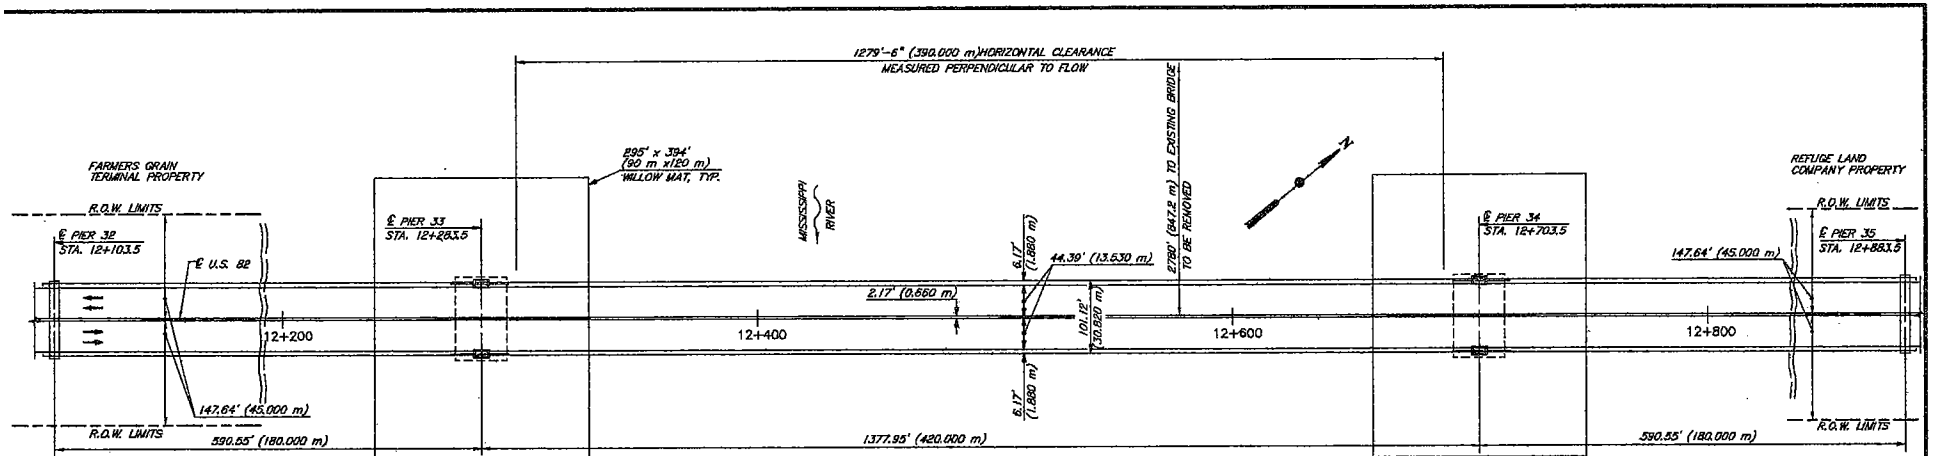 1279'-6" (390.000 m)HORIZONTAL CLEARANCE
MEASURED PERPENDICULAR TO FLOW
2780' (847.2 m) TO EXISTING BRIDGE
TO BE REMOVED
FARMERS GRAIN
TERMINAL PROPERTY
295' x 394'
(90 m x120 m)
WILLOW MAT, TYP.
MISSISSIPPI
RIVER
N
REFUGE LAND
COMPANY PROPERTY
R.O.W. LIMITS
R.O.W. LIMITS
℄ PIER 32
STA. 12+103.5
℄ PIER 33
STA. 12+283.5
℄ PIER 34
STA. 12+703.5
℄ PIER 35
STA. 12+883.5
℄ U.S. 82
6.17'
(1.880 m)
44.39' (13.530 m)
147.64' (45.000 m)
2.17' (0.660 m)
101.12'
(30.820 m)
12+200
12+400
12+600
12+800
6.17'
(1.880 m)
147.64' (45.000 m)
R.O.W. LIMITS
R.O.W. LIMITS
590.55' (180.000 m)
1377.95' (420.000 m)
590.55' (180.000 m)